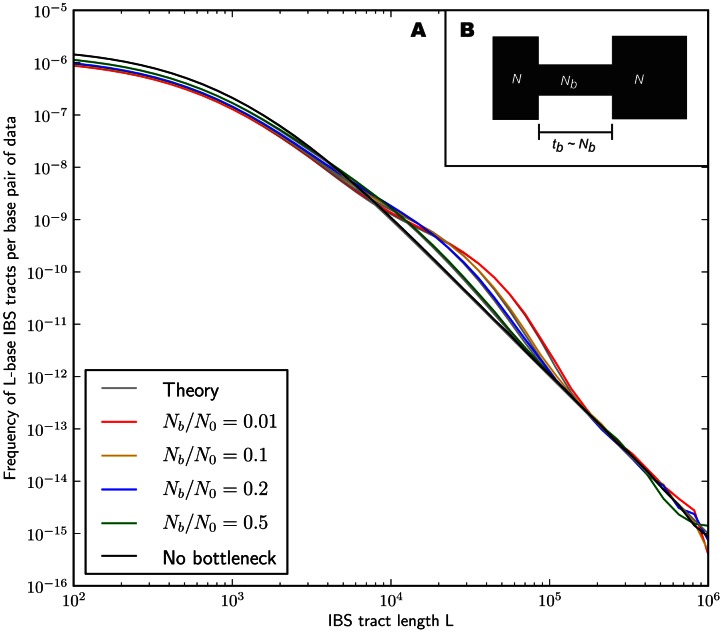 A
B
N
N_b
N
t_b ~ N_b
Frequency of L-base IBS tracts per base pair of data
10^−5
10^−6
10^−7
10^−8
10^−9
10^−10
10^−11
10^−12
10^−13
10^−14
10^−15
10^−16
Theory
N_b/N_0 = 0.01
N_b/N_0 = 0.1
N_b/N_0 = 0.2
N_b/N_0 = 0.5
No bottleneck
10^2
10^3
10^4
10^5
10^6
IBS tract length L